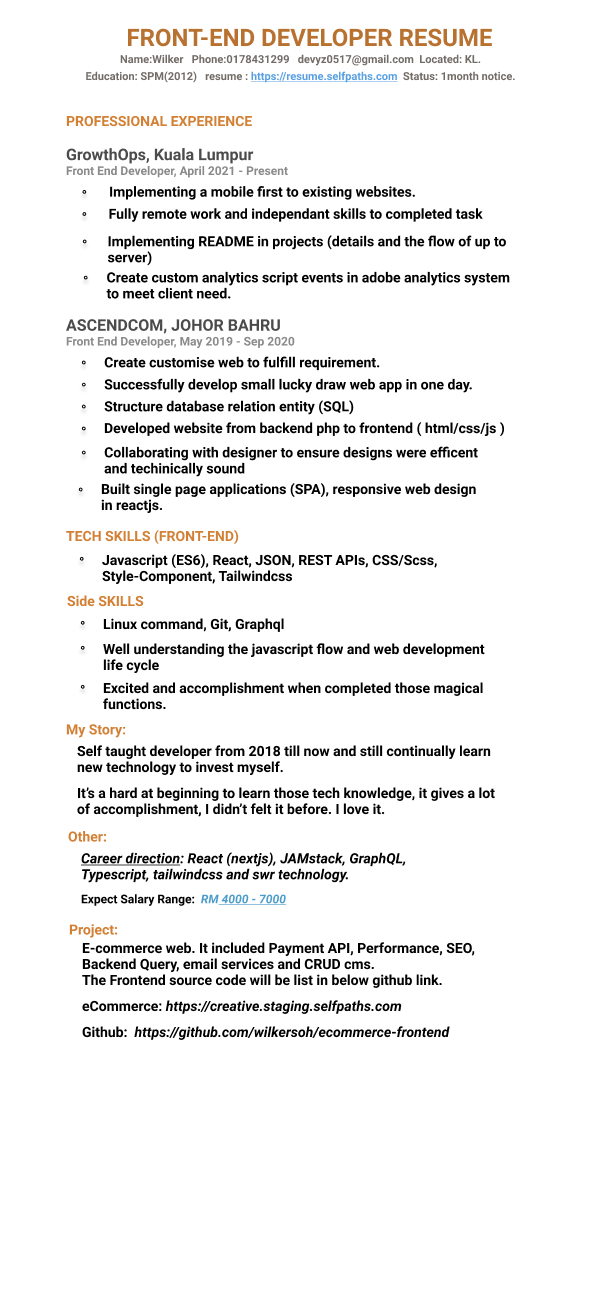 FRONT-END DEVELOPER RESUME
Name:Wilker Phone:0178431299 devyz0517@gmail.com Located: KL.
Education: SPM(2012) resume : https://resume.selfpaths.com Status: 1month notice.
PROFESSIONAL EXPERIENCE
GrowthOps, Kuala Lumpur
Front End Developer, April 2021 - Present
Implementing a mobile first to existing websites.
Fully remote work and independant skills to completed task
Implementing README in projects (details and the flow of up to
server)
Create custom analytics script events in adobe analytics system
to meet client need.
ASCENDCOM, JOHOR BAHRU
Front End Developer, May 2019 - Sep 2020
Create customise web to fulfill requirement.
Successfully develop small lucky draw web app in one day.
Structure database relation entity (SQL)
Developed website from backend php to frontend ( html/css/js )
Collaborating with designer to ensure designs were efficent
and techinically sound
Built single page applications (SPA), responsive web design
in reactjs.
TECH SKILLS (FRONT-END)
Javascript (ES6), React, JSON, REST APIs, CSS/Scss,
Style-Component, Tailwindcss
Side SKILLS
Linux command, Git, Graphql
Well understanding the javascript flow and web development
life cycle
Excited and accomplishment when completed those magical
functions.
My Story:
Self taught developer from 2018 till now and still continually learn
new technology to invest myself.
It's a hard at beginning to learn those tech knowledge, it gives a lot
of accomplishment, I didn't felt it before. I love it.
Other:
Career direction: React (nextjs), JAMstack, GraphQL,
Typescript, tailwindcss and swr technology.
Expect Salary Range: RM 4000 - 7000
Project:
E-commerce web. It included Payment API, Performance, SEO,
Backend Query, email services and CRUD cms.
The Frontend source code will be list in below github link.
eCommerce: https://creative.staging.selfpaths.com
Github: https://github.com/wilkersoh/ecommerce-frontend